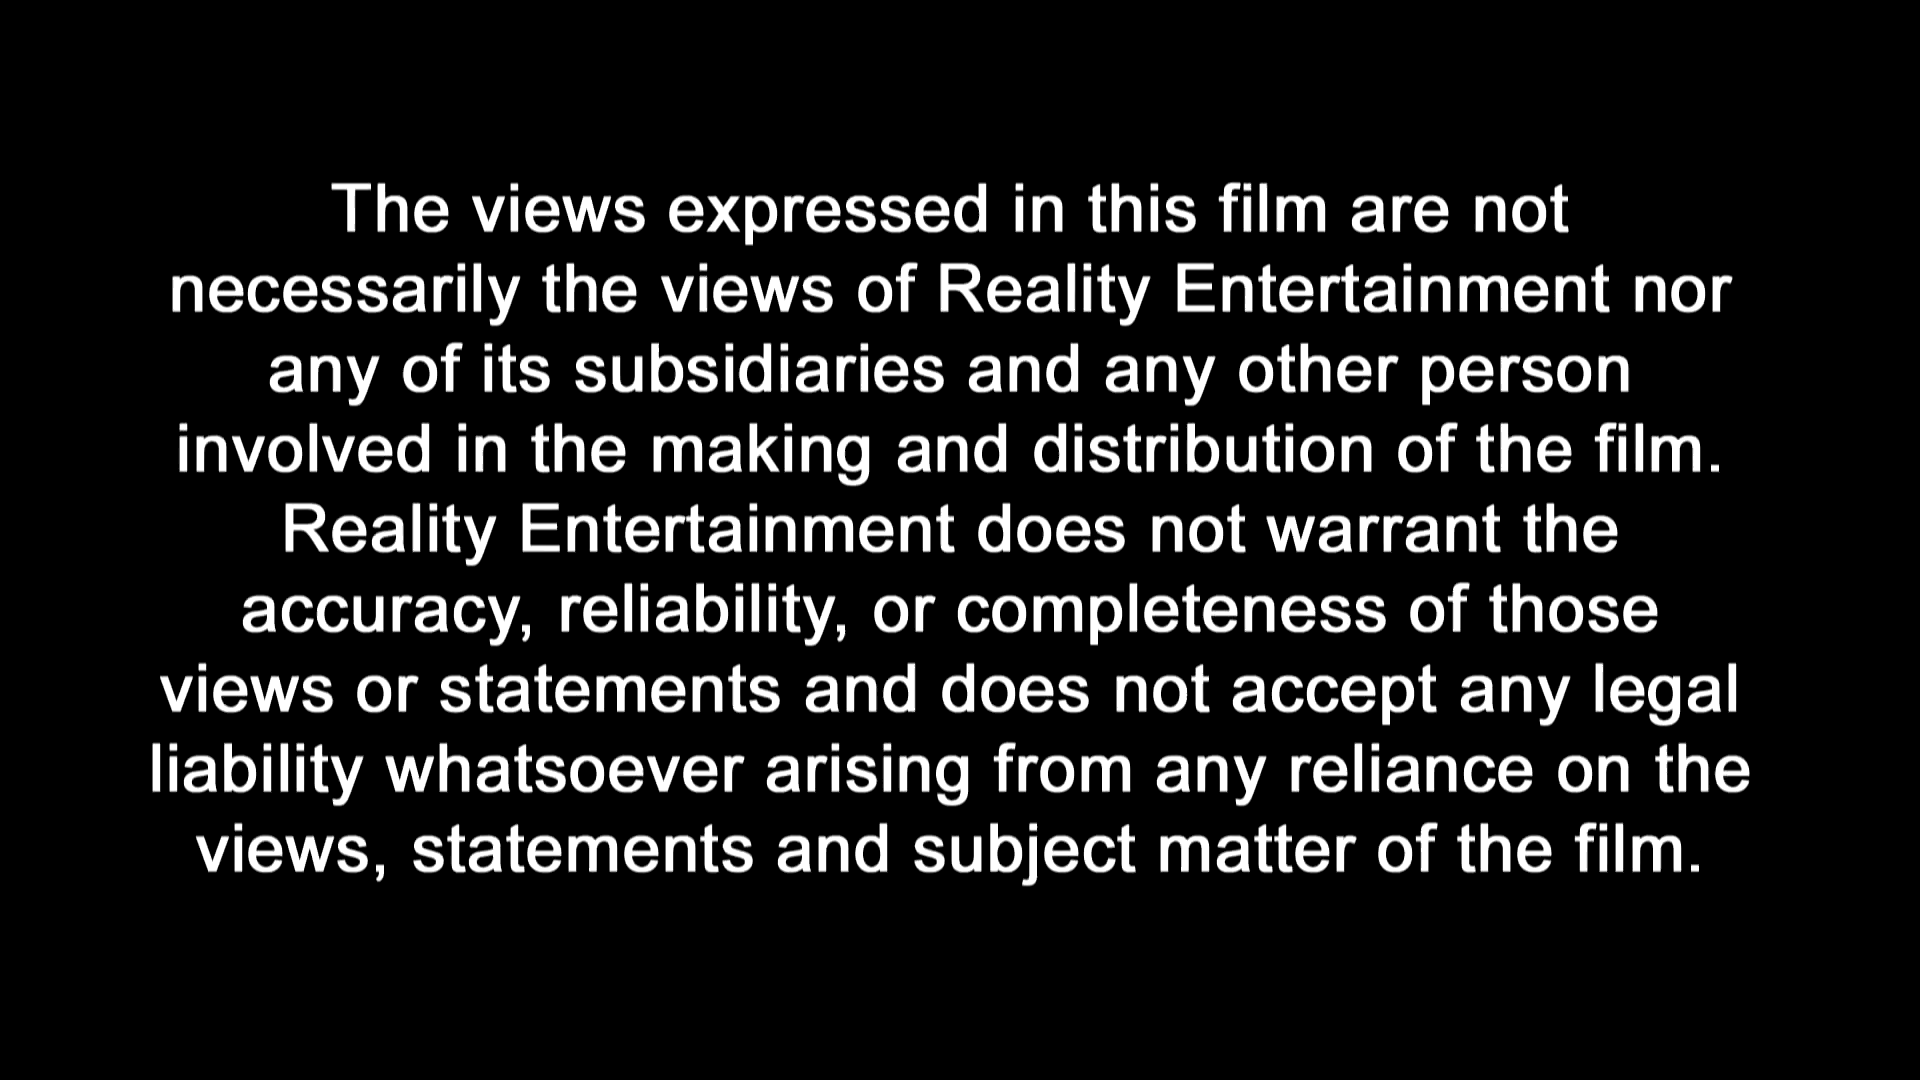 The views expressed in this film are not
necessarily the views of Reality Entertainment nor
any of its subsidiaries and any other person
involved in the making and distribution of the film.
Reality Entertainment does not warrant the
accuracy, reliability, or completeness of those
views or statements and does not accept any legal
liability whatsoever arising from any reliance on the
views, statements and subject matter of the film.